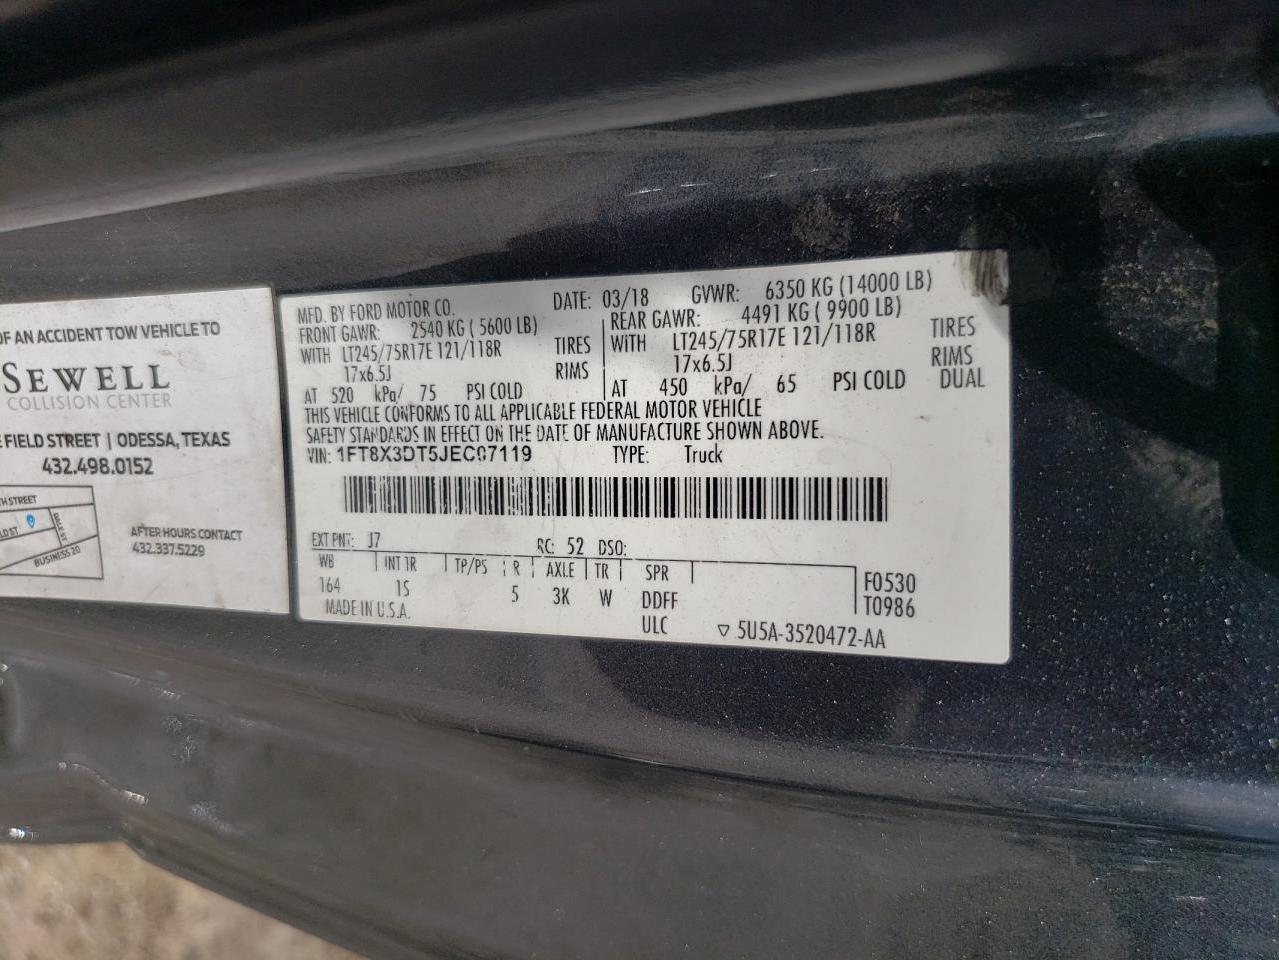 OF AN ACCIDENT TOW VEHICLE TO
SEWELL
COLLISION CENTER
FIELD STREET | ODESSA, TEXAS
432.498.0152
STREET
BUSINESS 20
AFTER HOURS CONTACT
432.337.5229
MFD. BY FORD MOTOR CO. DATE: 03/18 GVWR: 6350 KG (14000 LB)
FRONT GAWR: 2540 KG ( 5600 LB) REAR GAWR: 4491 KG ( 9900 LB)
WITH LT245/75R17E 121/118R TIRES WITH LT245/75R17E 121/118R TIRES
17x6.5J RIMS 17x6.5J RIMS
AT 520 kPa/ 75 PSI COLD AT 450 kPa/ 65 PSI COLD DUAL
THIS VEHICLE CONFORMS TO ALL APPLICABLE FEDERAL MOTOR VEHICLE
SAFETY STANDARDS IN EFFECT ON THE DATE OF MANUFACTURE SHOWN ABOVE.
VIN: 1FT8X3DT5JEC07119 TYPE: Truck
EXT PNT: J7 RC: 52 DSO:
WB INT TR TP/PS R AXLE TR SPR
164 1S 5 3K W DDFF F0530
MADE IN U.S.A. ULC T0986
▽ 5U5A-3520472-AA